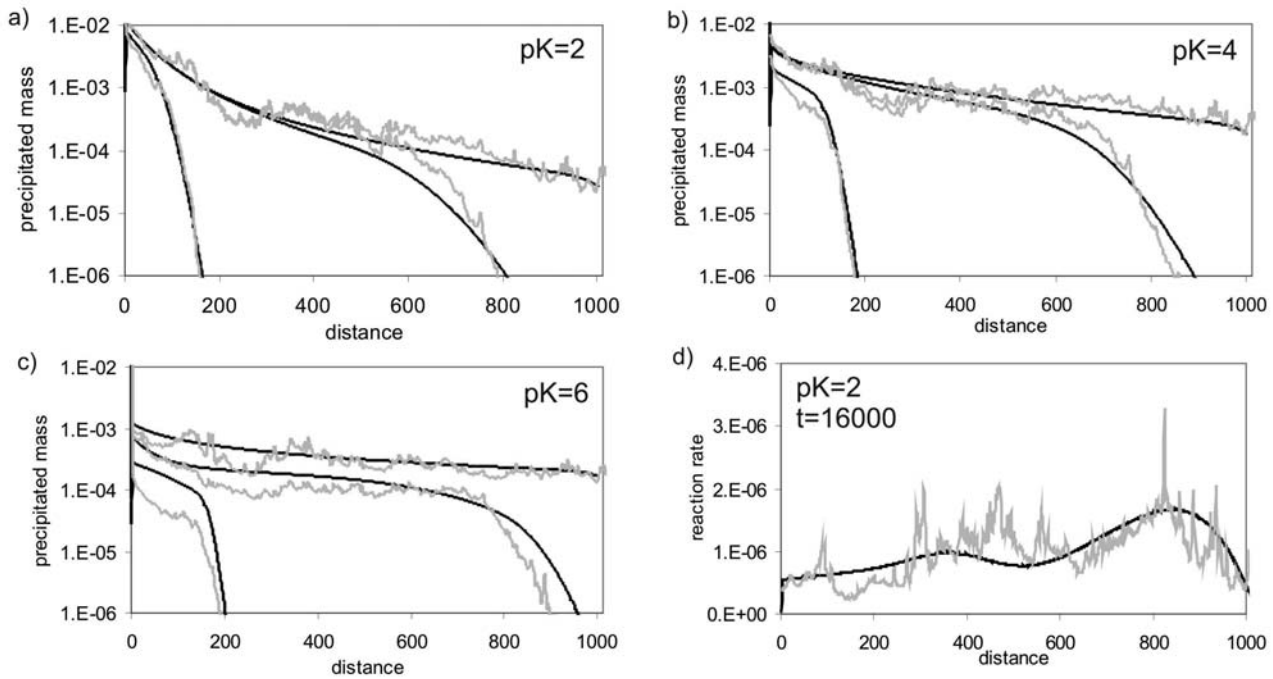 a)
pK=2
1.E-02
1.E-03
1.E-04
1.E-05
1.E-06
precipitated mass
0 200 400 600 800 1000
distance
b)
pK=4
1.E-02
1.E-03
1.E-04
1.E-05
1.E-06
precipitated mass
0 200 400 600 800 1000
distance
c)
pK=6
1.E-02
1.E-03
1.E-04
1.E-05
1.E-06
precipitated mass
0 200 400 600 800 1000
distance
d)
pK=2
t=16000
4.E-06
3.E-06
2.E-06
1.E-06
0.E+00
reaction rate
0 200 400 600 800 1000
distance